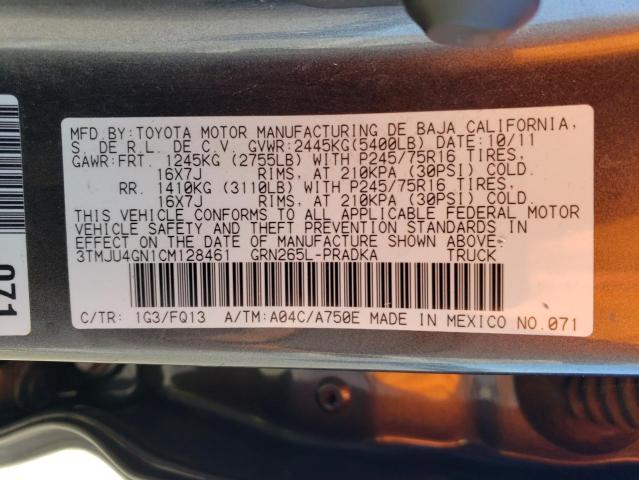 MFD.BY:TOYOTA MOTOR MANUFACTURING DE BAJA CALIFORNIA,
S. DE R.L. DE C.V. GVWR:2445KG(5400LB) DATE:10/11
GAWR:FRT. 1245KG (2755LB) WITH P245/75R16 TIRES,
16X7J RIMS, AT 210KPA (30PSI) COLD.
RR. 1410KG (3110LB) WITH P245/75R16 TIRES,
16X7J RIMS, AT 210KPA (30PSI) COLD.
THIS VEHICLE CONFORMS TO ALL APPLICABLE FEDERAL MOTOR
VEHICLE SAFETY AND THEFT PREVENTION STANDARDS IN
EFFECT ON THE DATE OF MANUFACTURE SHOWN ABOVE.
3TMJU4GN1CM128461 GRN265L-PRADKA TRUCK
C/TR: 1G3/FQ13 A/TM:A04C/A750E MADE IN MEXICO NO.071
071